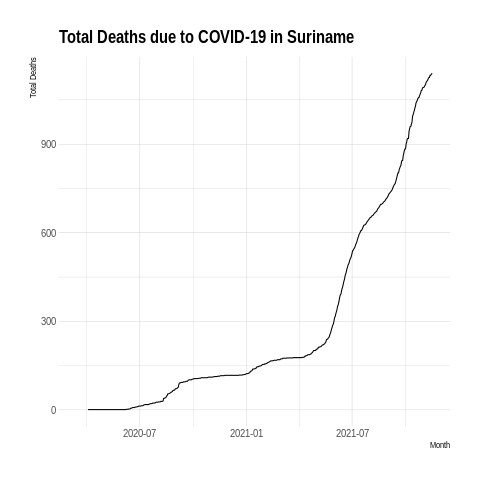 Total Deaths due to COVID-19 in Suriname
Total Deaths
900
600
300
0
2020-07
2021-01
2021-07
Month